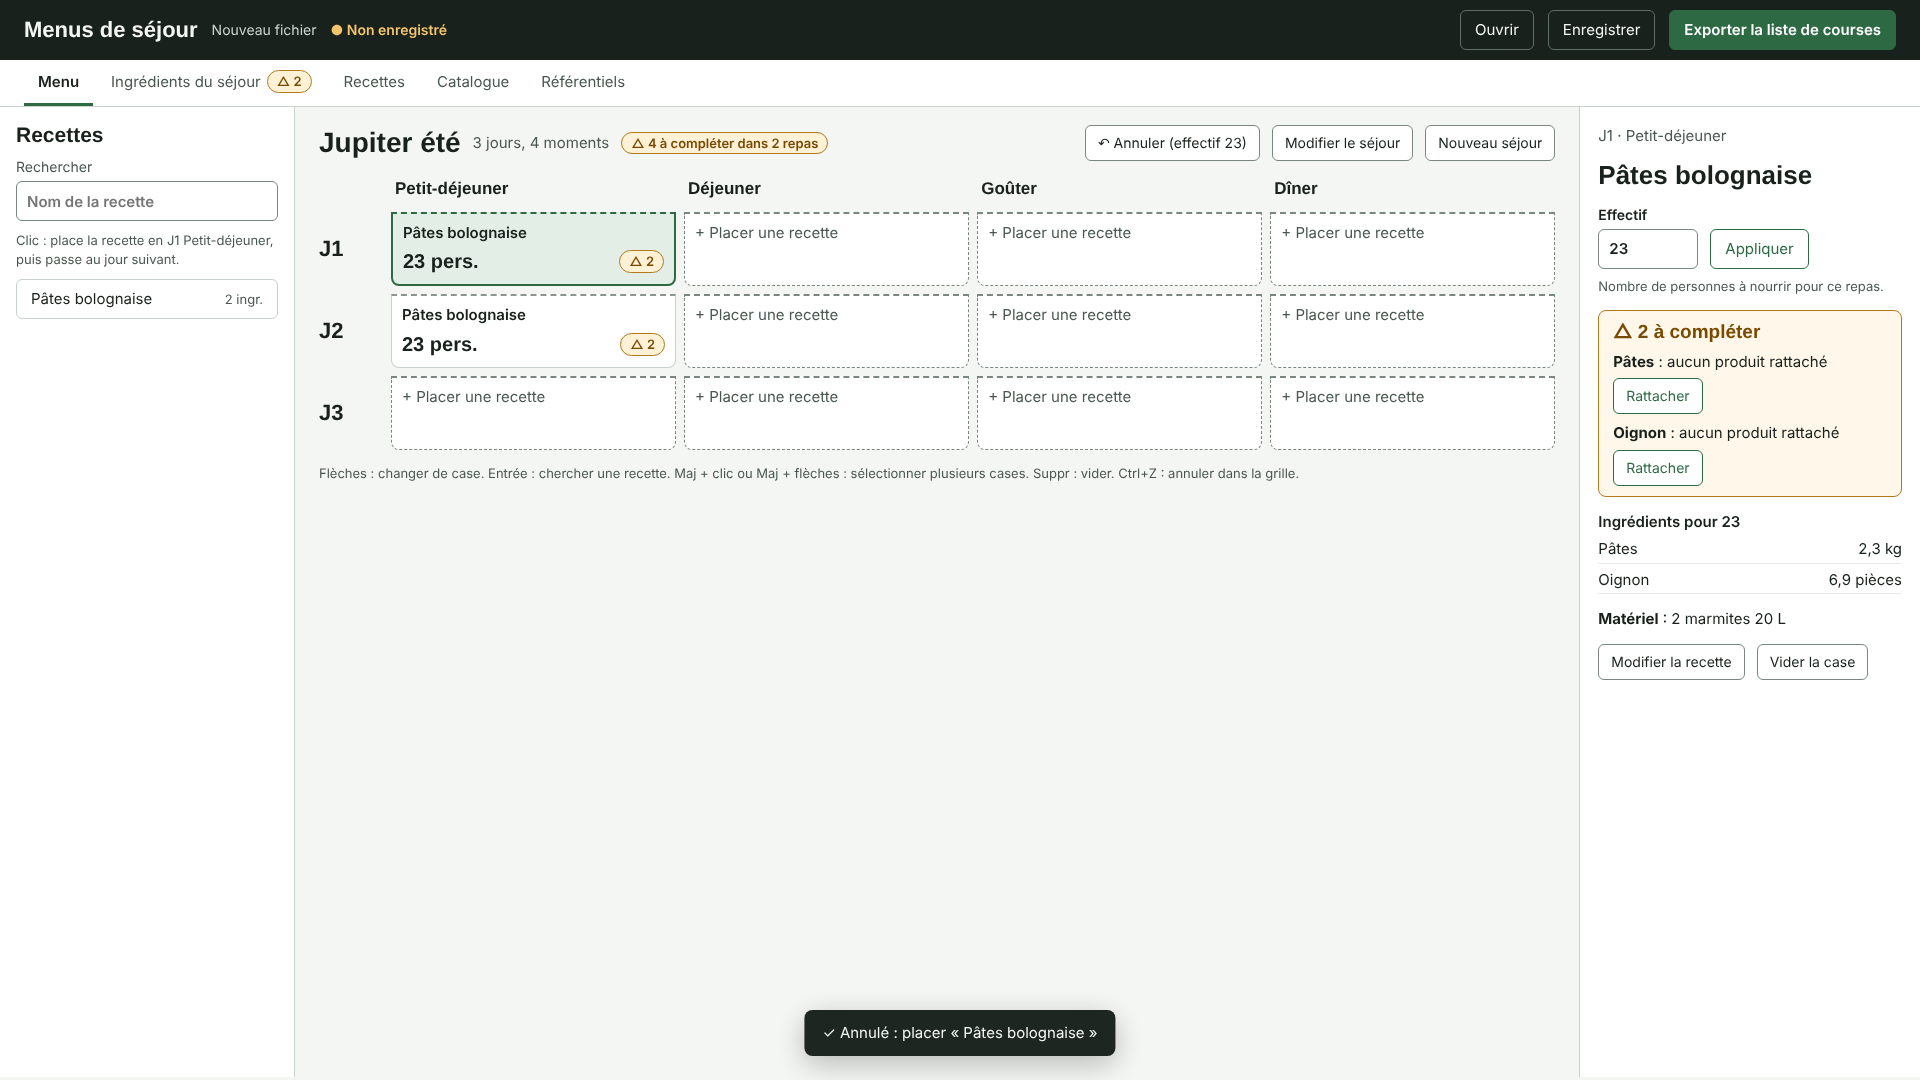 Menus de séjour Nouveau fichier ● Non enregistré Ouvrir Enregistrer Exporter la liste de courses
Menu Ingrédients du séjour △ 2 Recettes Catalogue Référentiels
Recettes
Rechercher
Nom de la recette
Clic : place la recette en J1 Petit-déjeuner,
puis passe au jour suivant.
Pâtes bolognaise 2 ingr.
Jupiter été 3 jours, 4 moments △ 4 à compléter dans 2 repas ↶ Annuler (effectif 23) Modifier le séjour Nouveau séjour
Petit-déjeuner Déjeuner Goûter Dîner
J1
Pâtes bolognaise
23 pers. △ 2
+ Placer une recette
+ Placer une recette
+ Placer une recette
J2
Pâtes bolognaise
23 pers. △ 2
+ Placer une recette
+ Placer une recette
+ Placer une recette
J3
+ Placer une recette
+ Placer une recette
+ Placer une recette
+ Placer une recette
Flèches : changer de case. Entrée : chercher une recette. Maj + clic ou Maj + flèches : sélectionner plusieurs cases. Suppr : vider. Ctrl+Z : annuler dans la grille.
J1 · Petit-déjeuner
Pâtes bolognaise
Effectif
23 Appliquer
Nombre de personnes à nourrir pour ce repas.
△ 2 à compléter
Pâtes : aucun produit rattaché
Rattacher
Oignon : aucun produit rattaché
Rattacher
Ingrédients pour 23
Pâtes 2,3 kg
Oignon 6,9 pièces
Matériel : 2 marmites 20 L
Modifier la recette Vider la case
✓ Annulé : placer « Pâtes bolognaise »